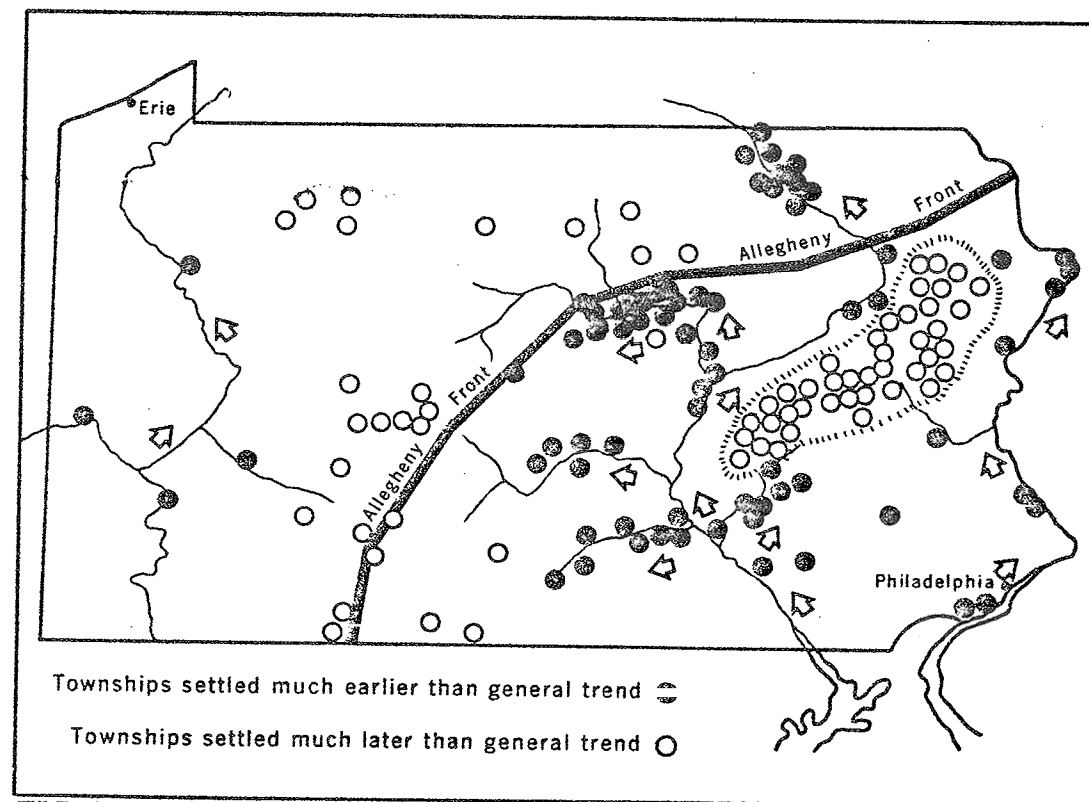 Erie
Allegheny Front
Allegheny Front
Philadelphia
Townships settled much earlier than general trend
Townships settled much later than general trend